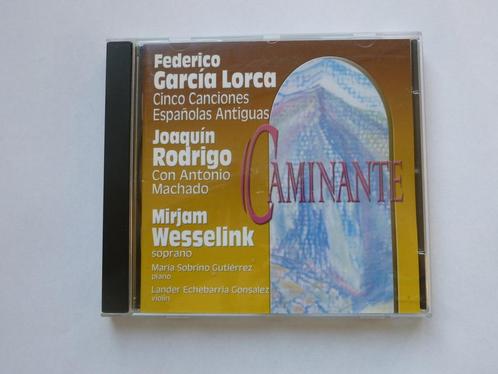 Federico
García Lorca
Cinco Canciones
Españolas Antiguas
Joaquín
Rodrigo
Con Antonio
Machado
CAMINANTE
Mirjam
Wesselink
soprano
María Sobrino Gutiérrez
piano
Lander Echebarria Gonsalez
violin